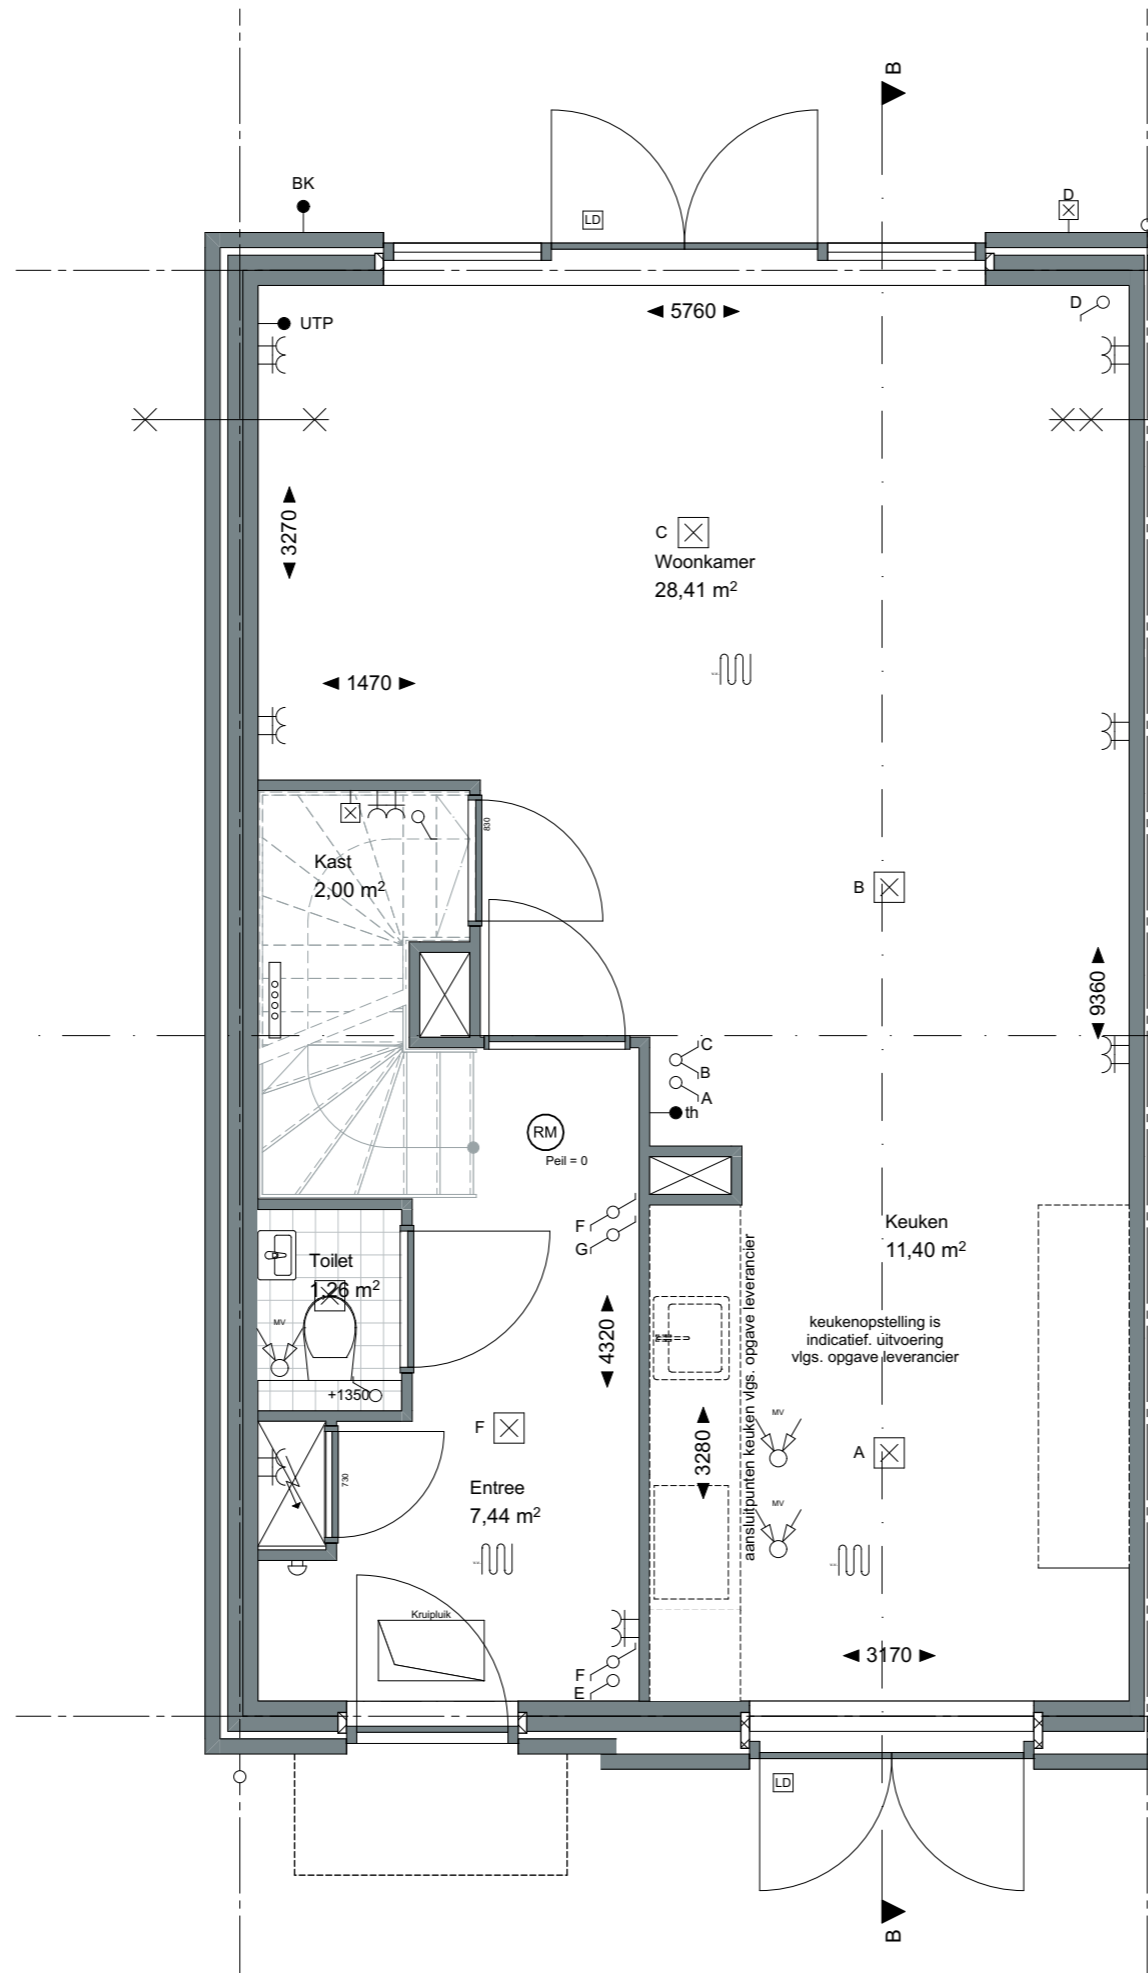 B
BK
D
LD
5760
D
UTP
3270
C
Woonkamer
28,41 m²
1470
830
Kast
2,00 m²
B
9360
C
B
A
th
RM
Peil = 0
F
G
Keuken
11,40 m²
Toilet
1,26 m²
MV
+1350
4320
keukenopstelling is
indicatief. uitvoering
vlgs. opgave leverancier
aansluitpunten keuken vlgs. opgave leverancier
3280
MV
F
A
730
Entree
7,44 m²
MV
Kruipluik
F
E
3170
LD
B